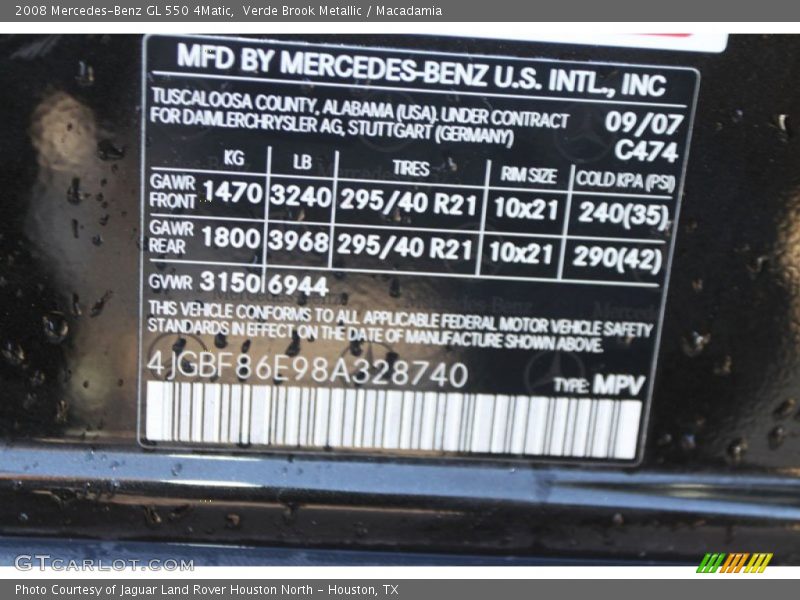 2008 Mercedes-Benz GL 550 4Matic,  Verde Brook Metallic / Macadamia
MFD BY MERCEDES-BENZ U.S. INTL., INC
TUSCALOOSA COUNTY, ALABAMA (USA). UNDER CONTRACT
FOR DAIMLERCHRYSLER AG, STUTTGART (GERMANY)
09/07
C474
KG LB TIRES RIM SIZE COLD KPA (PSI)
GAWR FRONT 1470 3240 295/40 R21 10x21 240(35)
GAWR REAR 1800 3968 295/40 R21 10x21 290(42)
GVWR 3150 6944
THIS VEHICLE CONFORMS TO ALL APPLICABLE FEDERAL MOTOR VEHICLE SAFETY
STANDARDS IN EFFECT ON THE DATE OF MANUFACTURE SHOWN ABOVE.
4JGBF86E98A328740
TYPE: MPV
GTCARLOT.COM
Photo Courtesy of Jaguar Land Rover Houston North - Houston, TX